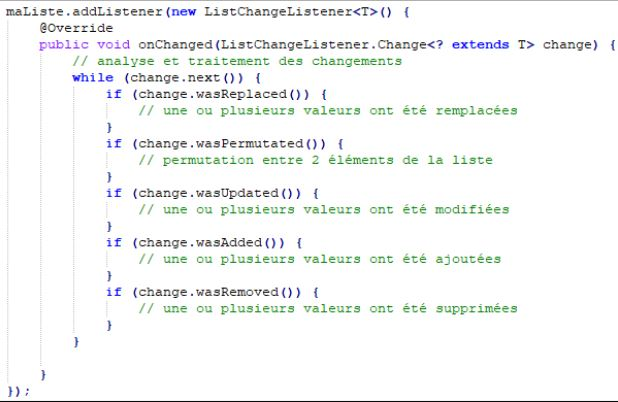 maListe.addListener(new ListChangeListener<T>() {
    @Override
    public void onChanged(ListChangeListener.Change<? extends T> change) {
        // analyse et traitement des changements
        while (change.next()) {
            if (change.wasReplaced()) {
                // une ou plusieurs valeurs ont été remplacées
            }
            if (change.wasPermutated()) {
                // permutation entre 2 éléments de la liste
            }
            if (change.wasUpdated()) {
                // une ou plusieurs valeurs ont été modifiées
            }
            if (change.wasAdded()) {
                // une ou plusieurs valeurs ont été ajoutées
            }
            if (change.wasRemoved()) {
                // une ou plusieurs valeurs ont été supprimées
            }
        }
    }
});